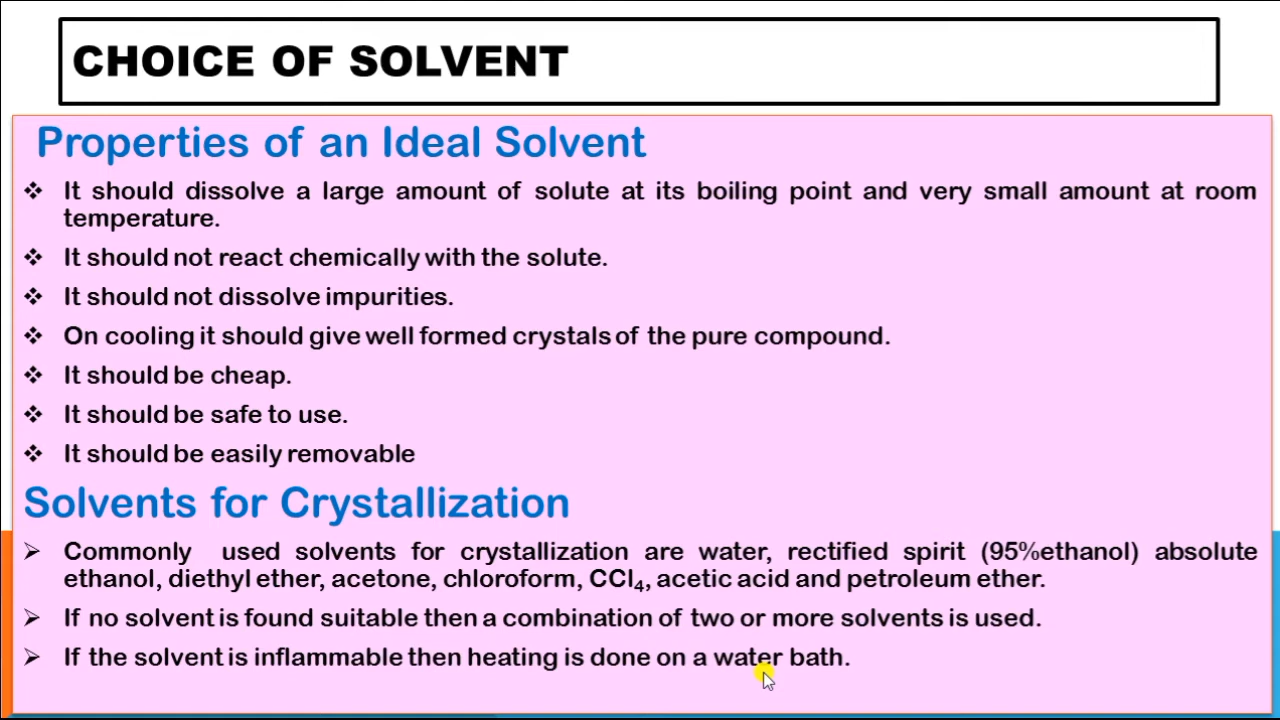 CHOICE OF SOLVENT
Properties of an Ideal Solvent
❖ It should dissolve a large amount of solute at its boiling point and very small amount at room
temperature.
❖ It should not react chemically with the solute.
❖ It should not dissolve impurities.
❖ On cooling it should give well formed crystals of the pure compound.
❖ It should be cheap.
❖ It should be safe to use.
❖ It should be easily removable
Solvents for Crystallization
➢ Commonly used solvents for crystallization are water, rectified spirit (95%ethanol) absolute
ethanol, diethyl ether, acetone, chloroform, CCl₄, acetic acid and petroleum ether.
➢ If no solvent is found suitable then a combination of two or more solvents is used.
➢ If the solvent is inflammable then heating is done on a water bath.